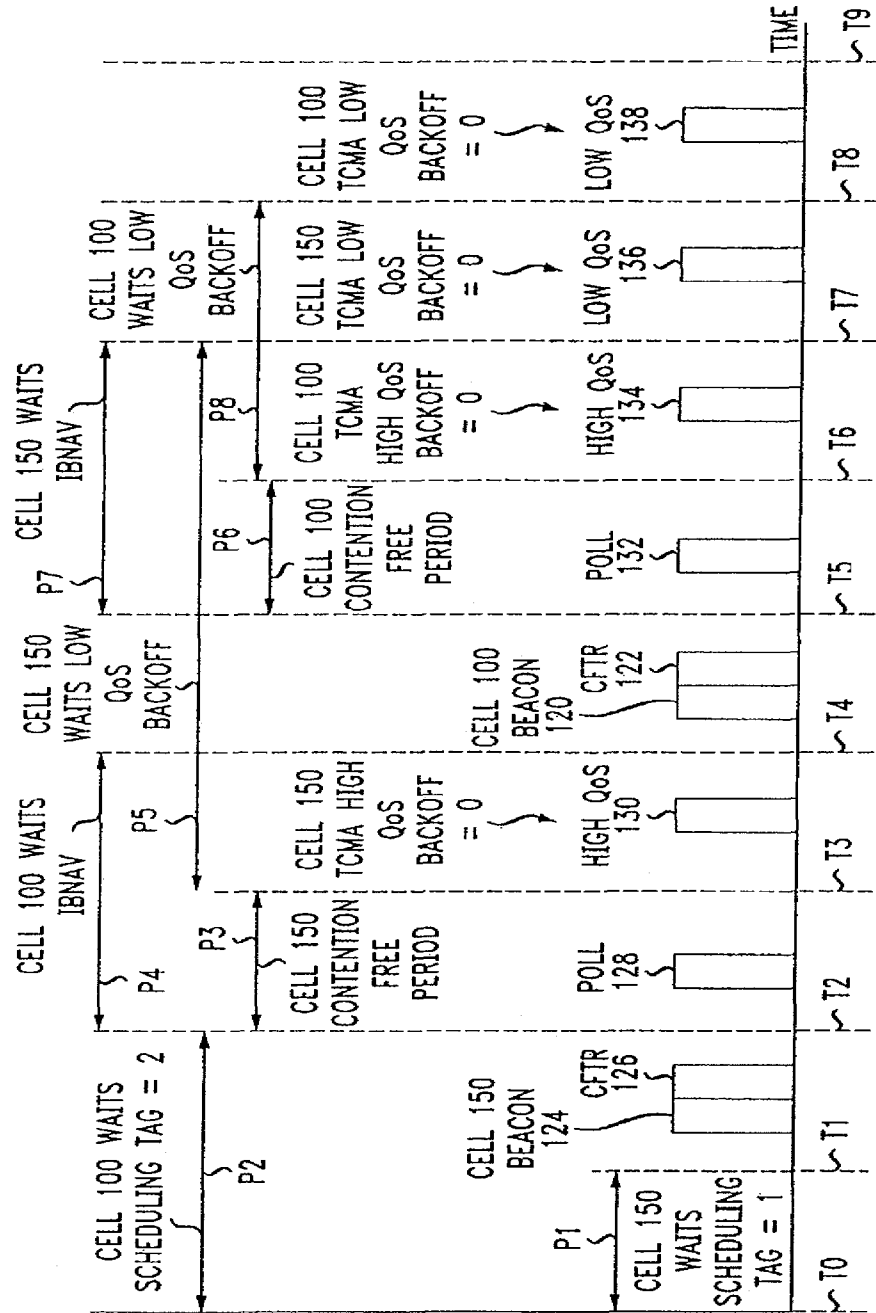 CELL 100 WAITS
SCHEDULING TAG = 2
P2
P1
CELL 150
WAITS
SCHEDULING
TAG = 1
CELL 150
BEACON
124
CFTR
126
CELL 100 WAITS
IBNAV
P4
P3
CELL 150
CONTENTION
FREE
PERIOD
POLL
128
P5
CELL 150
TCMA HIGH
QoS
BACKOFF
= 0
HIGH QoS
130
CELL 150
WAITS LOW
QoS
BACKOFF
CELL 100
BEACON
120
CFTR
122
CELL 150 WAITS
IBNAV
P7
P6
CELL 100
CONTENTION
FREE
PERIOD
POLL
132
P8
CELL 100
TCMA
HIGH QoS
BACKOFF
= 0
HIGH QoS
134
CELL 100
WAITS LOW
QoS
BACKOFF
CELL 150
TCMA LOW
QoS
BACKOFF
= 0
LOW QoS
136
CELL 100
TCMA LOW
QoS
BACKOFF
= 0
LOW QoS
138
TIME
T0
T1
T2
T3
T4
T5
T6
T7
T8
T9